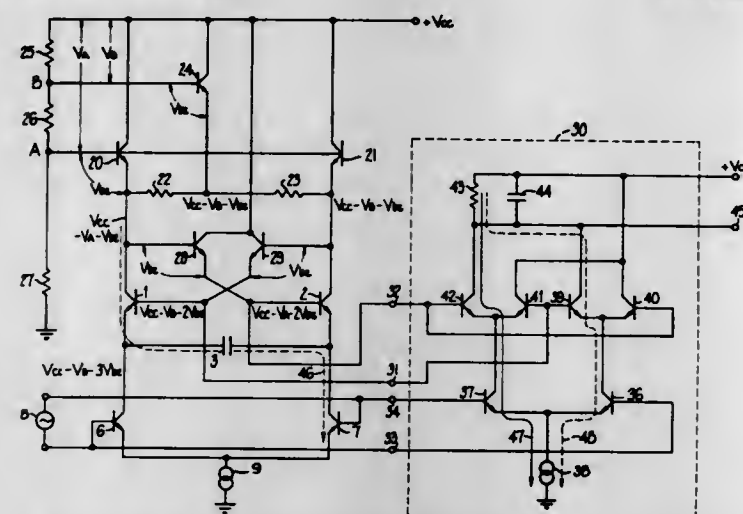 +Vcc
25
VA
VB
B
24
VBE
26
A
20
21
30
VBE
22
23
VCC-VB-VBE
VCC-VB-VBE
43
44
+Vc
45
VCC
-VA-VBE
28
29
VBE
VBE
1
2
32
42
41
39
40
VCC-VB-2VBE
VCC-VA-2VBE
27
3
31
46
VCC-VB-3VBE
34
37
36
8
6
7
33
47
48
9
38